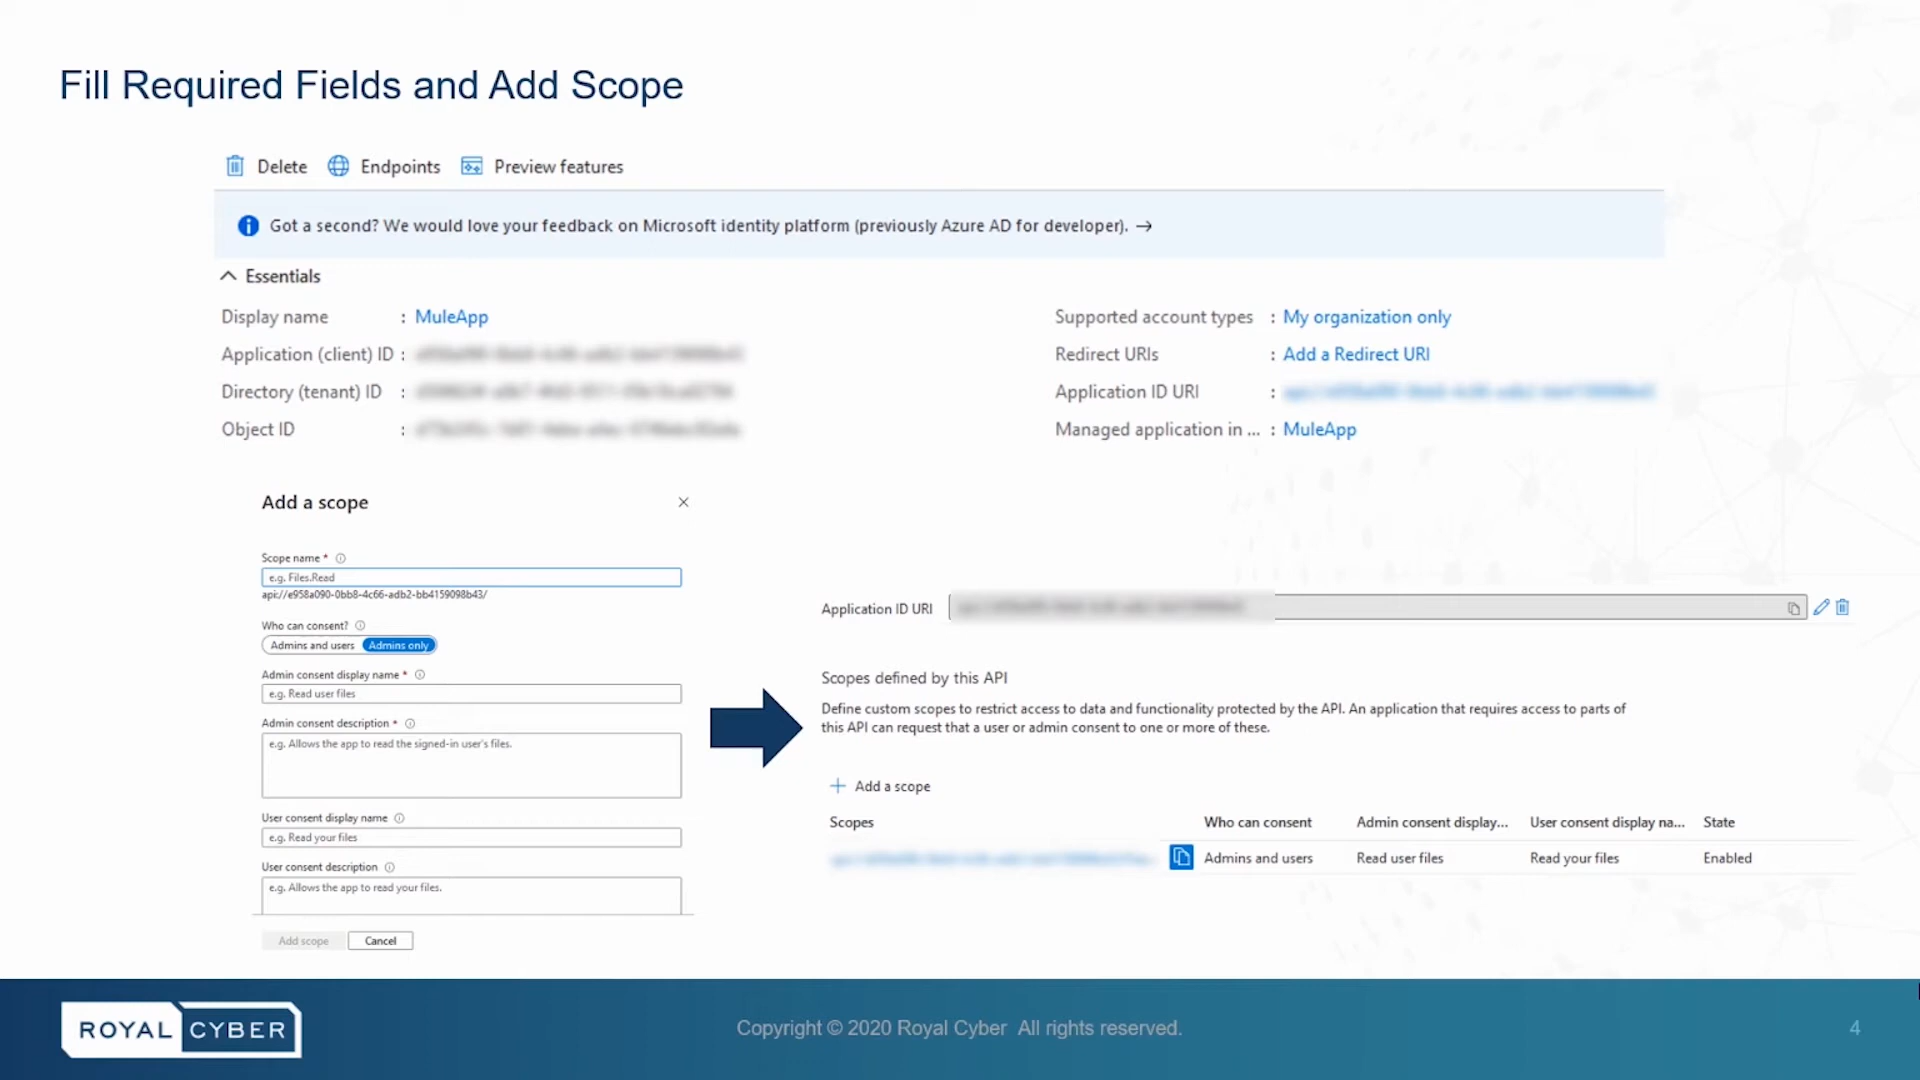 Fill Required Fields and Add Scope
Delete Endpoints Preview features
Got a second? We would love your feedback on Microsoft identity platform (previously Azure AD for developer). →
Essentials
Display name : MuleApp
Application (client) ID :
Directory (tenant) ID :
Object ID :
Supported account types : My organization only
Redirect URIs : Add a Redirect URI
Application ID URI :
Managed application in ... : MuleApp
Add a scope
Scope name *
e.g. Files.Read
api://e958a090-0bb8-4c66-adb2-bb4159098b43/
Who can consent?
Admins and users Admins only
Admin consent display name *
e.g. Read user files
Admin consent description *
e.g. Allows the app to read the signed-in user's files.
User consent display name
e.g. Read your files
User consent description
e.g. Allows the app to read your files.
Add scope Cancel
Application ID URI
Scopes defined by this API
Define custom scopes to restrict access to data and functionality protected by the API. An application that requires access to parts of
this API can request that a user or admin consent to one or more of these.
+ Add a scope
Scopes Who can consent Admin consent display... User consent display na... State
Admins and users Read user files Read your files Enabled
ROYAL CYBER
Copyright © 2020 Royal Cyber All rights reserved.
4